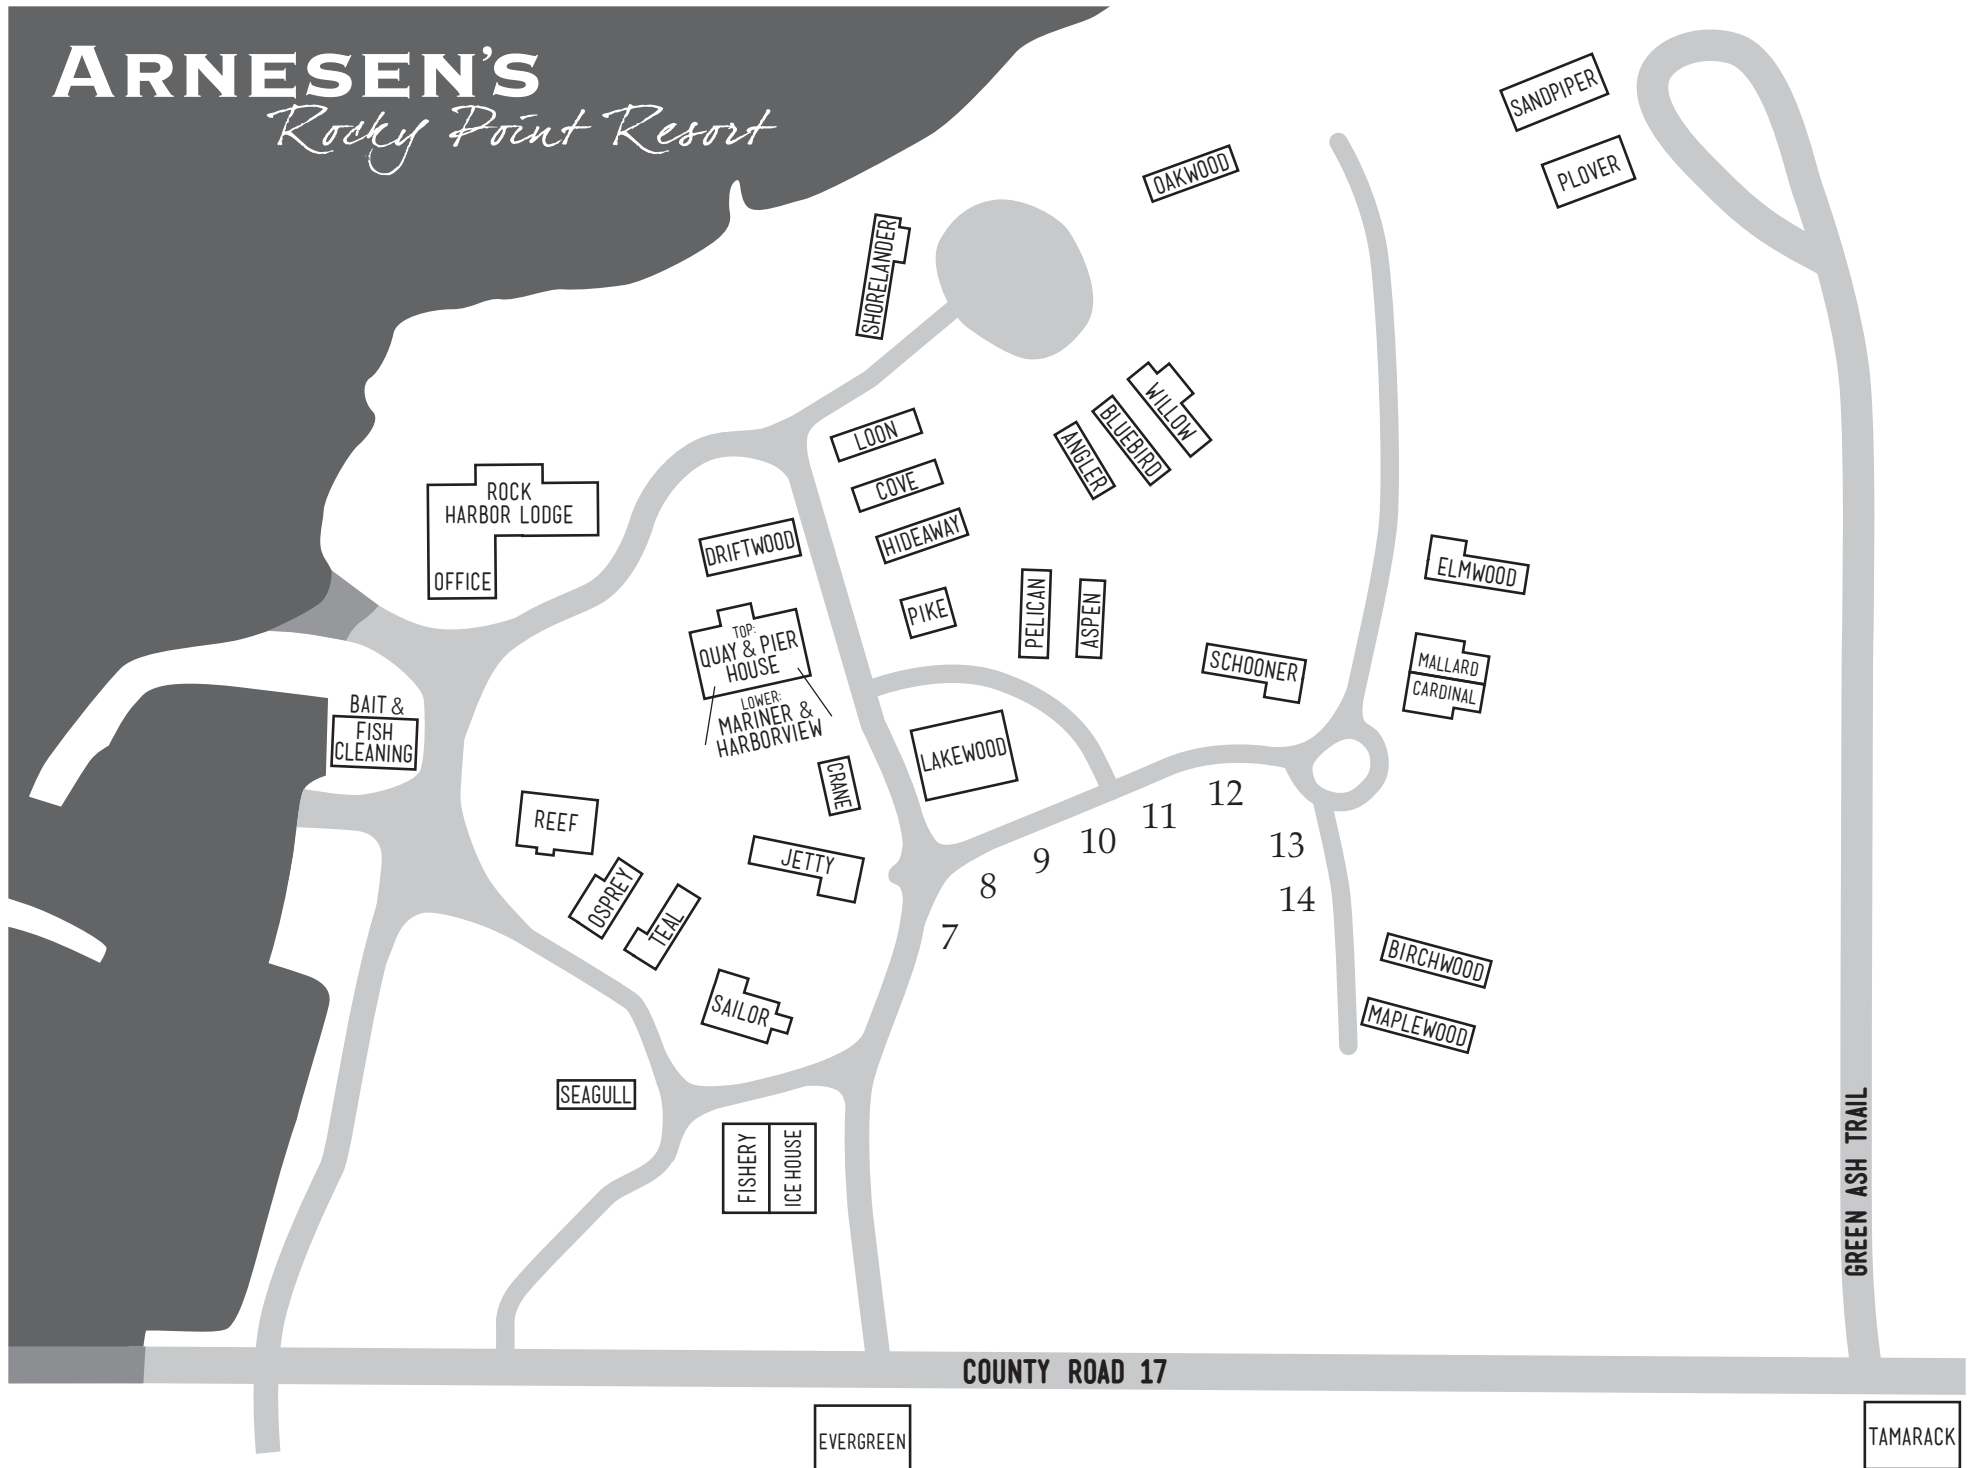 ARNESEN'S
Rocky Point Resort
SANDPIPER
PLOVER
OAKWOOD
SHORELANDER
WILLOW
BLUEBIRD
ANGLER
LOON
COVE
HIDEAWAY
PIKE
PELICAN
ASPEN
ROCK
HARBOR LODGE
OFFICE
DRIFTWOOD
TOP:
QUAY & PIER
HOUSE
LOWER:
MARINER &
HARBORVIEW
ELMWOOD
SCHOONER
MALLARD
CARDINAL
BAIT &
FISH
CLEANING
LAKEWOOD
CRANE
REEF
JETTY
OSPREY
TEAL
SAILOR
7
8
9
10
11
12
13
14
BIRCHWOOD
MAPLEWOOD
SEAGULL
FISHERY
ICE HOUSE
GREEN ASH TRAIL
COUNTY ROAD 17
EVERGREEN
TAMARACK